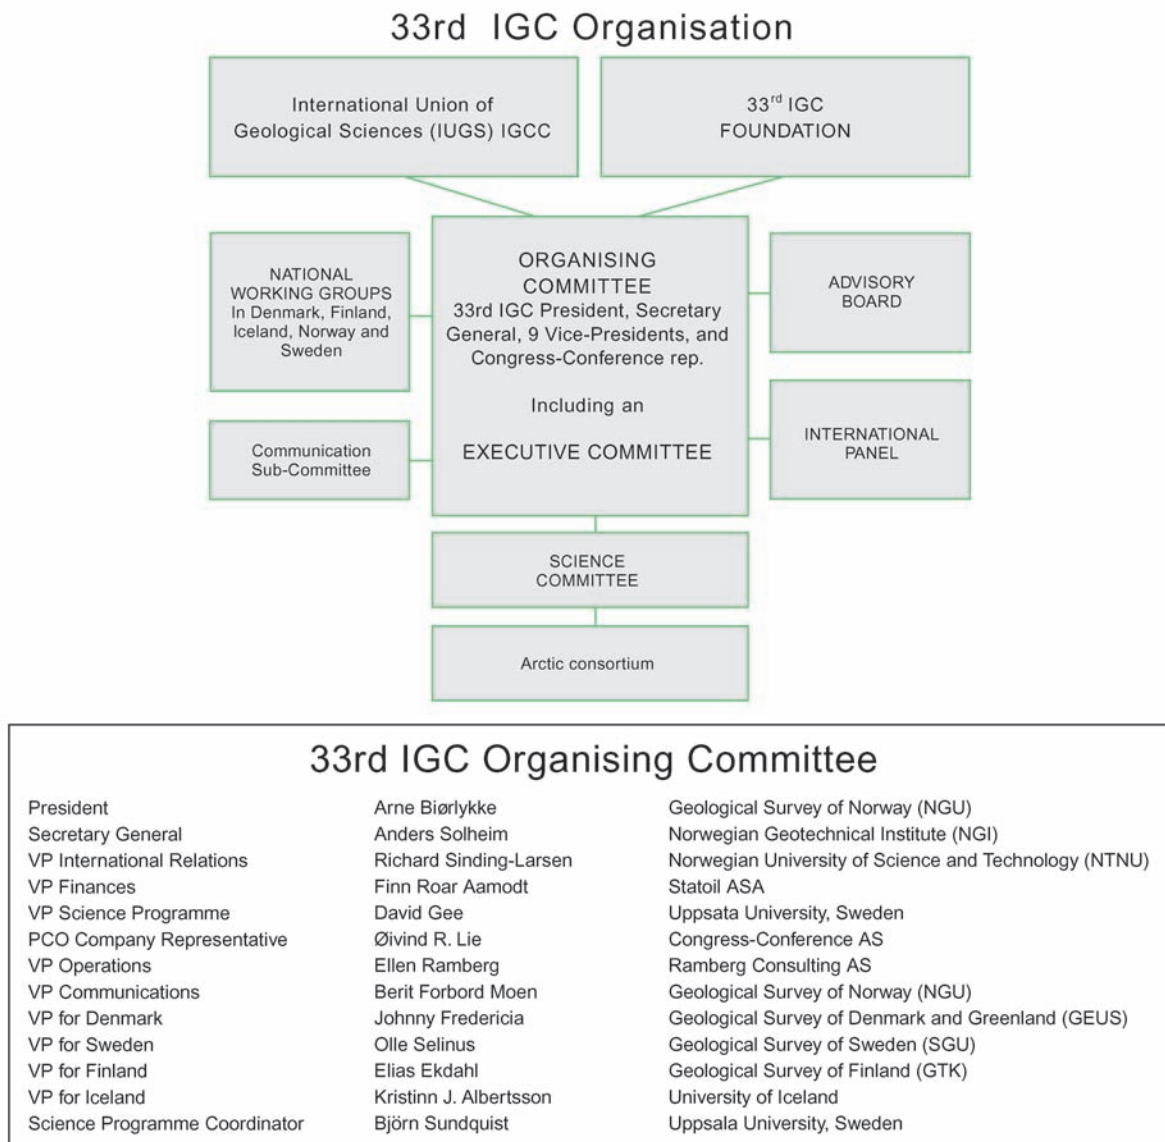 33rd IGC Organisation
International Union of
Geological Sciences (IUGS) IGCC
33rd IGC
FOUNDATION
NATIONAL
WORKING GROUPS
In Denmark, Finland,
Iceland, Norway and
Sweden
ORGANISING
COMMITTEE
33rd IGC President, Secretary
General, 9 Vice-Presidents, and
Congress-Conference rep.
Including an
EXECUTIVE COMMITTEE
ADVISORY
BOARD
Communication
Sub-Committee
INTERNATIONAL
PANEL
SCIENCE
COMMITTEE
Arctic consortium
33rd IGC Organising Committee
President Arne Biørlykke Geological Survey of Norway (NGU)
Secretary General Anders Solheim Norwegian Geotechnical Institute (NGI)
VP International Relations Richard Sinding-Larsen Norwegian University of Science and Technology (NTNU)
VP Finances Finn Roar Aamodt Statoil ASA
VP Science Programme David Gee Uppsata University, Sweden
PCO Company Representative Øivind R. Lie Congress-Conference AS
VP Operations Ellen Ramberg Ramberg Consulting AS
VP Communications Berit Forbord Moen Geological Survey of Norway (NGU)
VP for Denmark Johnny Fredericia Geological Survey of Denmark and Greenland (GEUS)
VP for Sweden Olle Selinus Geological Survey of Sweden (SGU)
VP for Finland Elias Ekdahl Geological Survey of Finland (GTK)
VP for Iceland Kristinn J. Albertsson University of Iceland
Science Programme Coordinator Björn Sundquist Uppsala University, Sweden